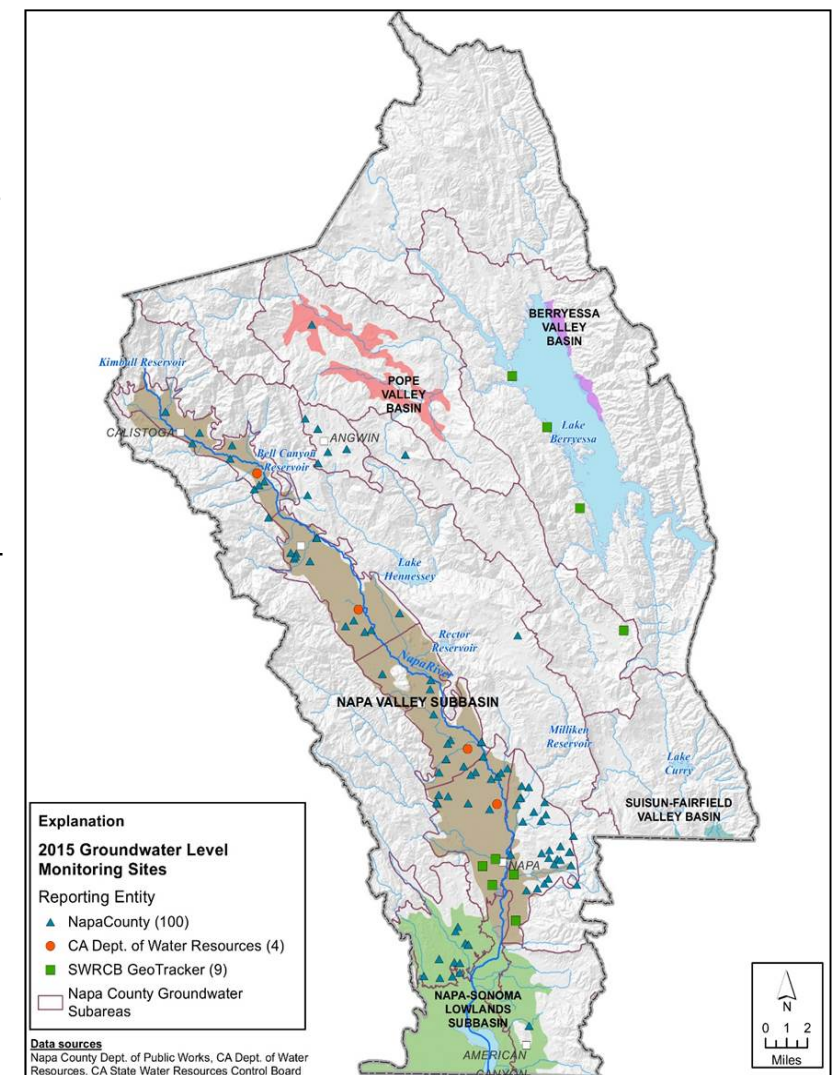 BERRYESSA
VALLEY
BASIN
Kimball Reservoir
POPE
VALLEY
BASIN
CALISTOGA
ANGWIN
Lake
Berryessa
Bell Canyon
Reservoir
Lake
Hennessey
Rector
Reservoir
Napa River
NAPA VALLEY SUBBASIN
Milliken
Reservoir
Lake
Curry
SUISUN-FAIRFIELD
VALLEY BASIN
NAPA
NAPA-SONOMA
LOWLANDS
SUBBASIN
AMERICAN
CANYON
Explanation
2015 Groundwater Level
Monitoring Sites
Reporting Entity
NapaCounty (100)
CA Dept. of Water Resources (4)
SWRCB GeoTracker (9)
Napa County Groundwater
Subareas
Data sources
Napa County Dept. of Public Works, CA Dept. of Water
Resources, CA State Water Resources Control Board
N
0 1 2
Miles